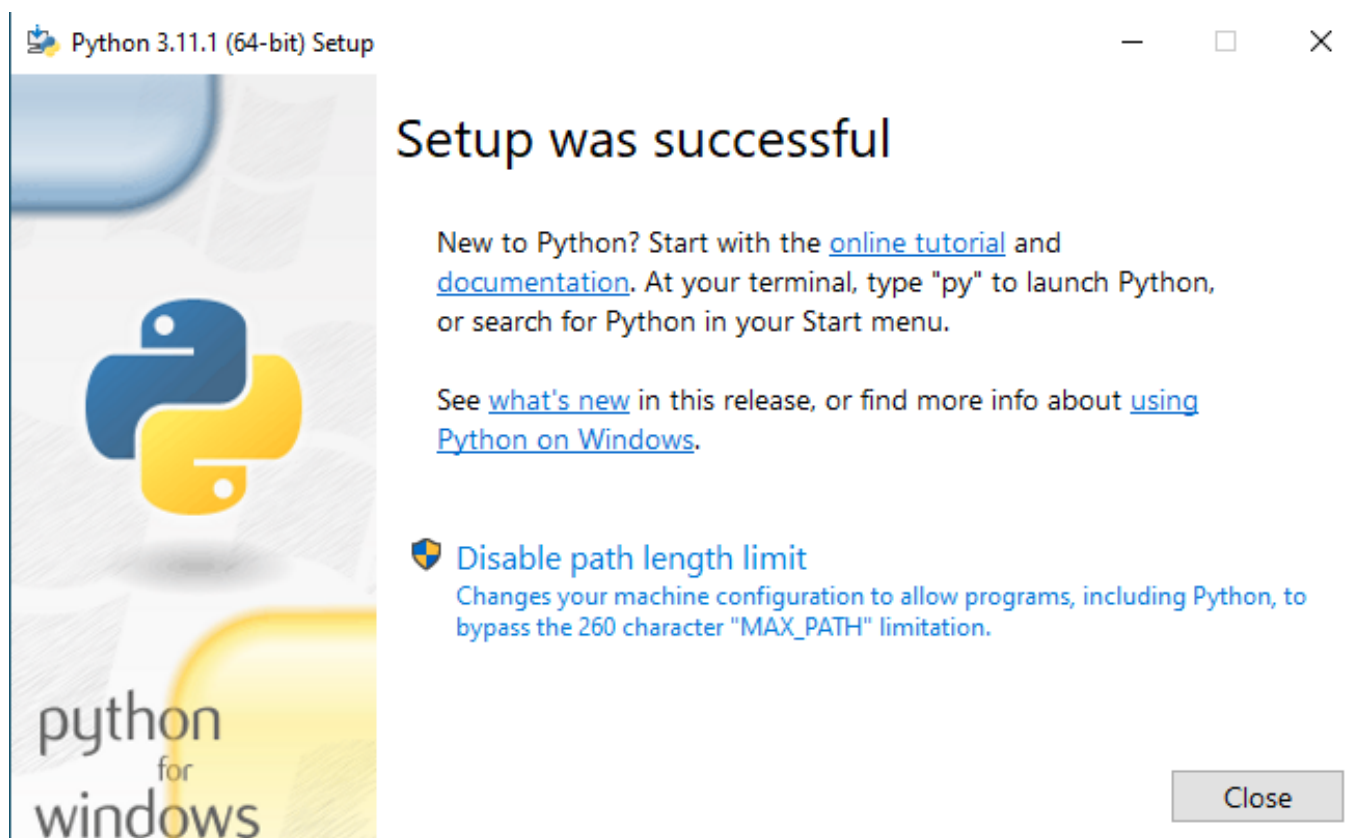 Python 3.11.1 (64-bit) Setup
Setup was successful
New to Python? Start with the online tutorial and
documentation. At your terminal, type "py" to launch Python,
or search for Python in your Start menu.
See what's new in this release, or find more info about using
Python on Windows.
Disable path length limit
Changes your machine configuration to allow programs, including Python, to
bypass the 260 character "MAX_PATH" limitation.
python
for
windows
Close